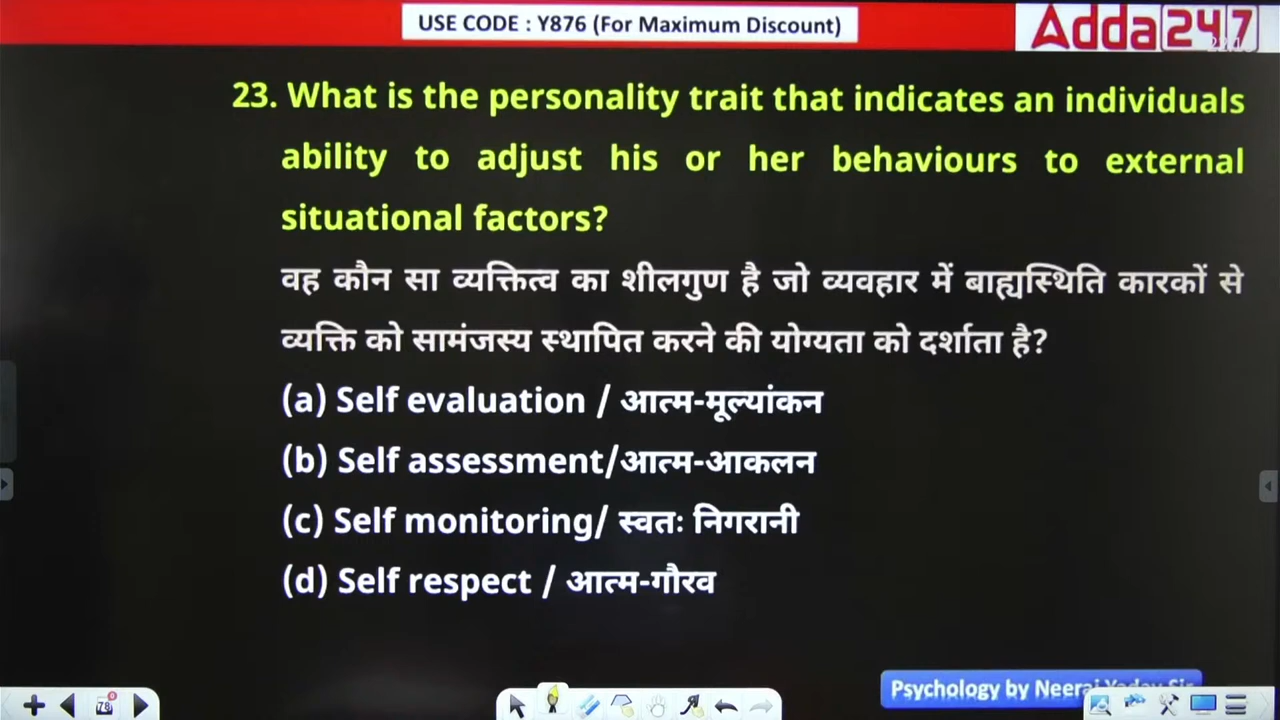 USE CODE : Y876 (For Maximum Discount)
Adda247
23. What is the personality trait that indicates an individuals
ability to adjust his or her behaviours to external
situational factors?
वह कौन सा व्यक्तित्व का शीलगुण है जो व्यवहार में बाह्यस्थिति कारकों से
व्यक्ति को सामंजस्य स्थापित करने की योग्यता को दर्शाता है?
(a) Self evaluation / आत्म-मूल्यांकन
(b) Self assessment/आत्म-आकलन
(c) Self monitoring/ स्वतः निगरानी
(d) Self respect / आत्म-गौरव
78
Psychology by Neeraj